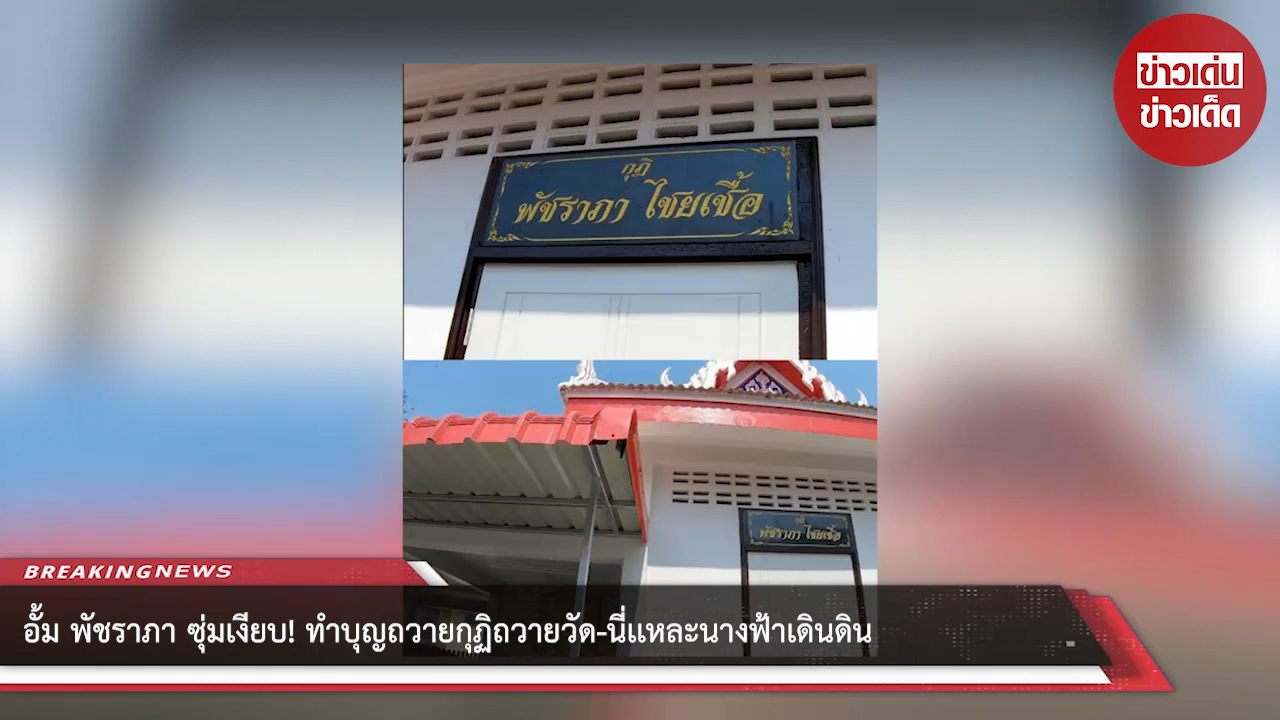 ข่าวเด่น
ข่าวเด็ด
กุฏิ
พัชราภา ไชยเชื้อ
กุฏิ
พัชราภา ไชยเชื้อ
BREAKING NEWS
อั้ม พัชราภา ซุ่มเงียบ! ทำบุญถวายกุฏิถวายวัด-นี่แหละนางฟ้าเดินดิน